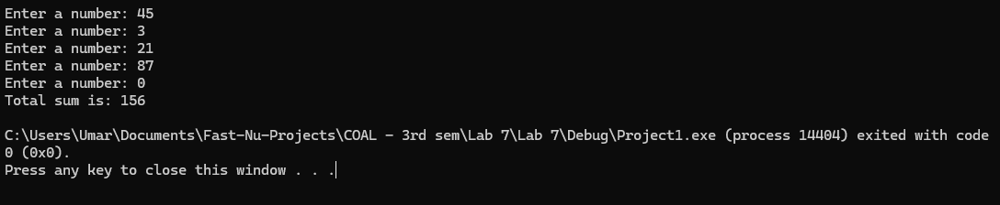 Enter a number: 45
Enter a number: 3
Enter a number: 21
Enter a number: 87
Enter a number: 0
Total sum is: 156
C:\Users\Umar\Documents\Fast-Nu-Projects\COAL - 3rd sem\Lab 7\Lab 7\Debug\Project1.exe (process 14404) exited with code
0 (0x0).
Press any key to close this window . . .